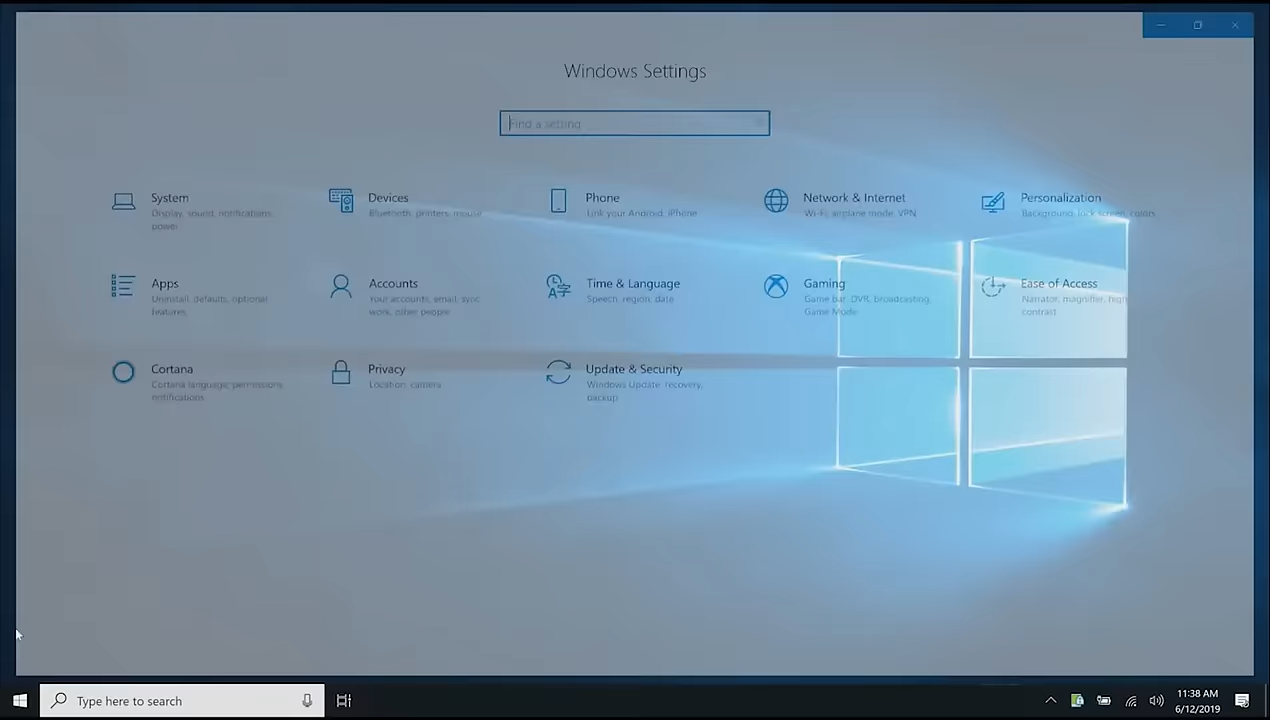 Windows Settings
Find a setting
System
Display, sound, notifications,
power
Devices
Bluetooth, printers, mouse
Phone
Link your Android, iPhone
Network & Internet
Wi-Fi, airplane mode, VPN
Personalization
Background, lock screen, colors
Apps
Uninstall, defaults, optional
features
Accounts
Your accounts, email, sync,
work, other people
Time & Language
Speech, region, date
Gaming
Game bar, DVR, broadcasting,
Game Mode
Ease of Access
Narrator, magnifier, high
contrast
Cortana
Cortana language, permissions,
notifications
Privacy
Location, camera
Update & Security
Windows Update, recovery,
backup
Type here to search
11:38 AM
6/12/2019